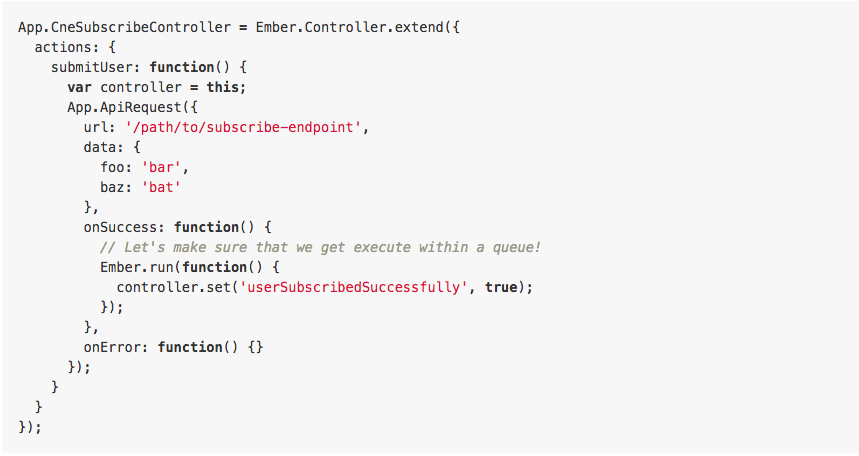 App.CneSubscribeController = Ember.Controller.extend({
  actions: {
    submitUser: function() {
      var controller = this;
      App.ApiRequest({
        url: '/path/to/subscribe-endpoint',
        data: {
          foo: 'bar',
          baz: 'bat'
        },
        onSuccess: function() {
          // Let's make sure that we get execute within a queue!
          Ember.run(function() {
            controller.set('userSubscribedSuccessfully', true);
          });
        },
        onError: function() {}
      });
    }
  }
});